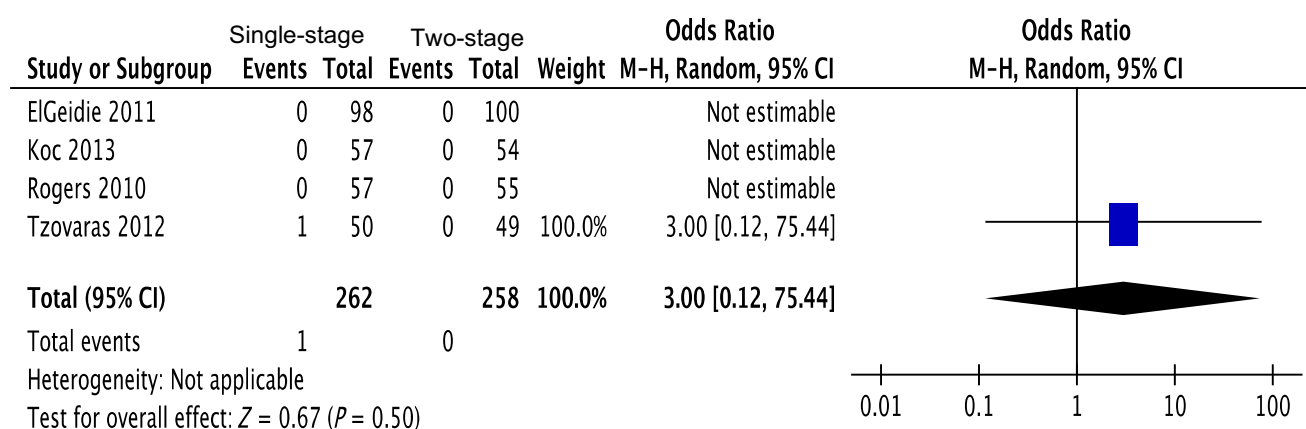 Single-stage Two-stage Odds Ratio Odds Ratio
Study or Subgroup Events Total Events Total Weight M-H, Random, 95% CI M-H, Random, 95% CI
ElGeidie 2011 0 98 0 100 Not estimable
Koc 2013 0 57 0 54 Not estimable
Rogers 2010 0 57 0 55 Not estimable
Tzovaras 2012 1 50 0 49 100.0% 3.00 [0.12, 75.44]
Total (95% CI) 262 258 100.0% 3.00 [0.12, 75.44]
Total events 1 0
Heterogeneity: Not applicable
Test for overall effect: Z = 0.67 (P = 0.50)
0.01 0.1 1 10 100